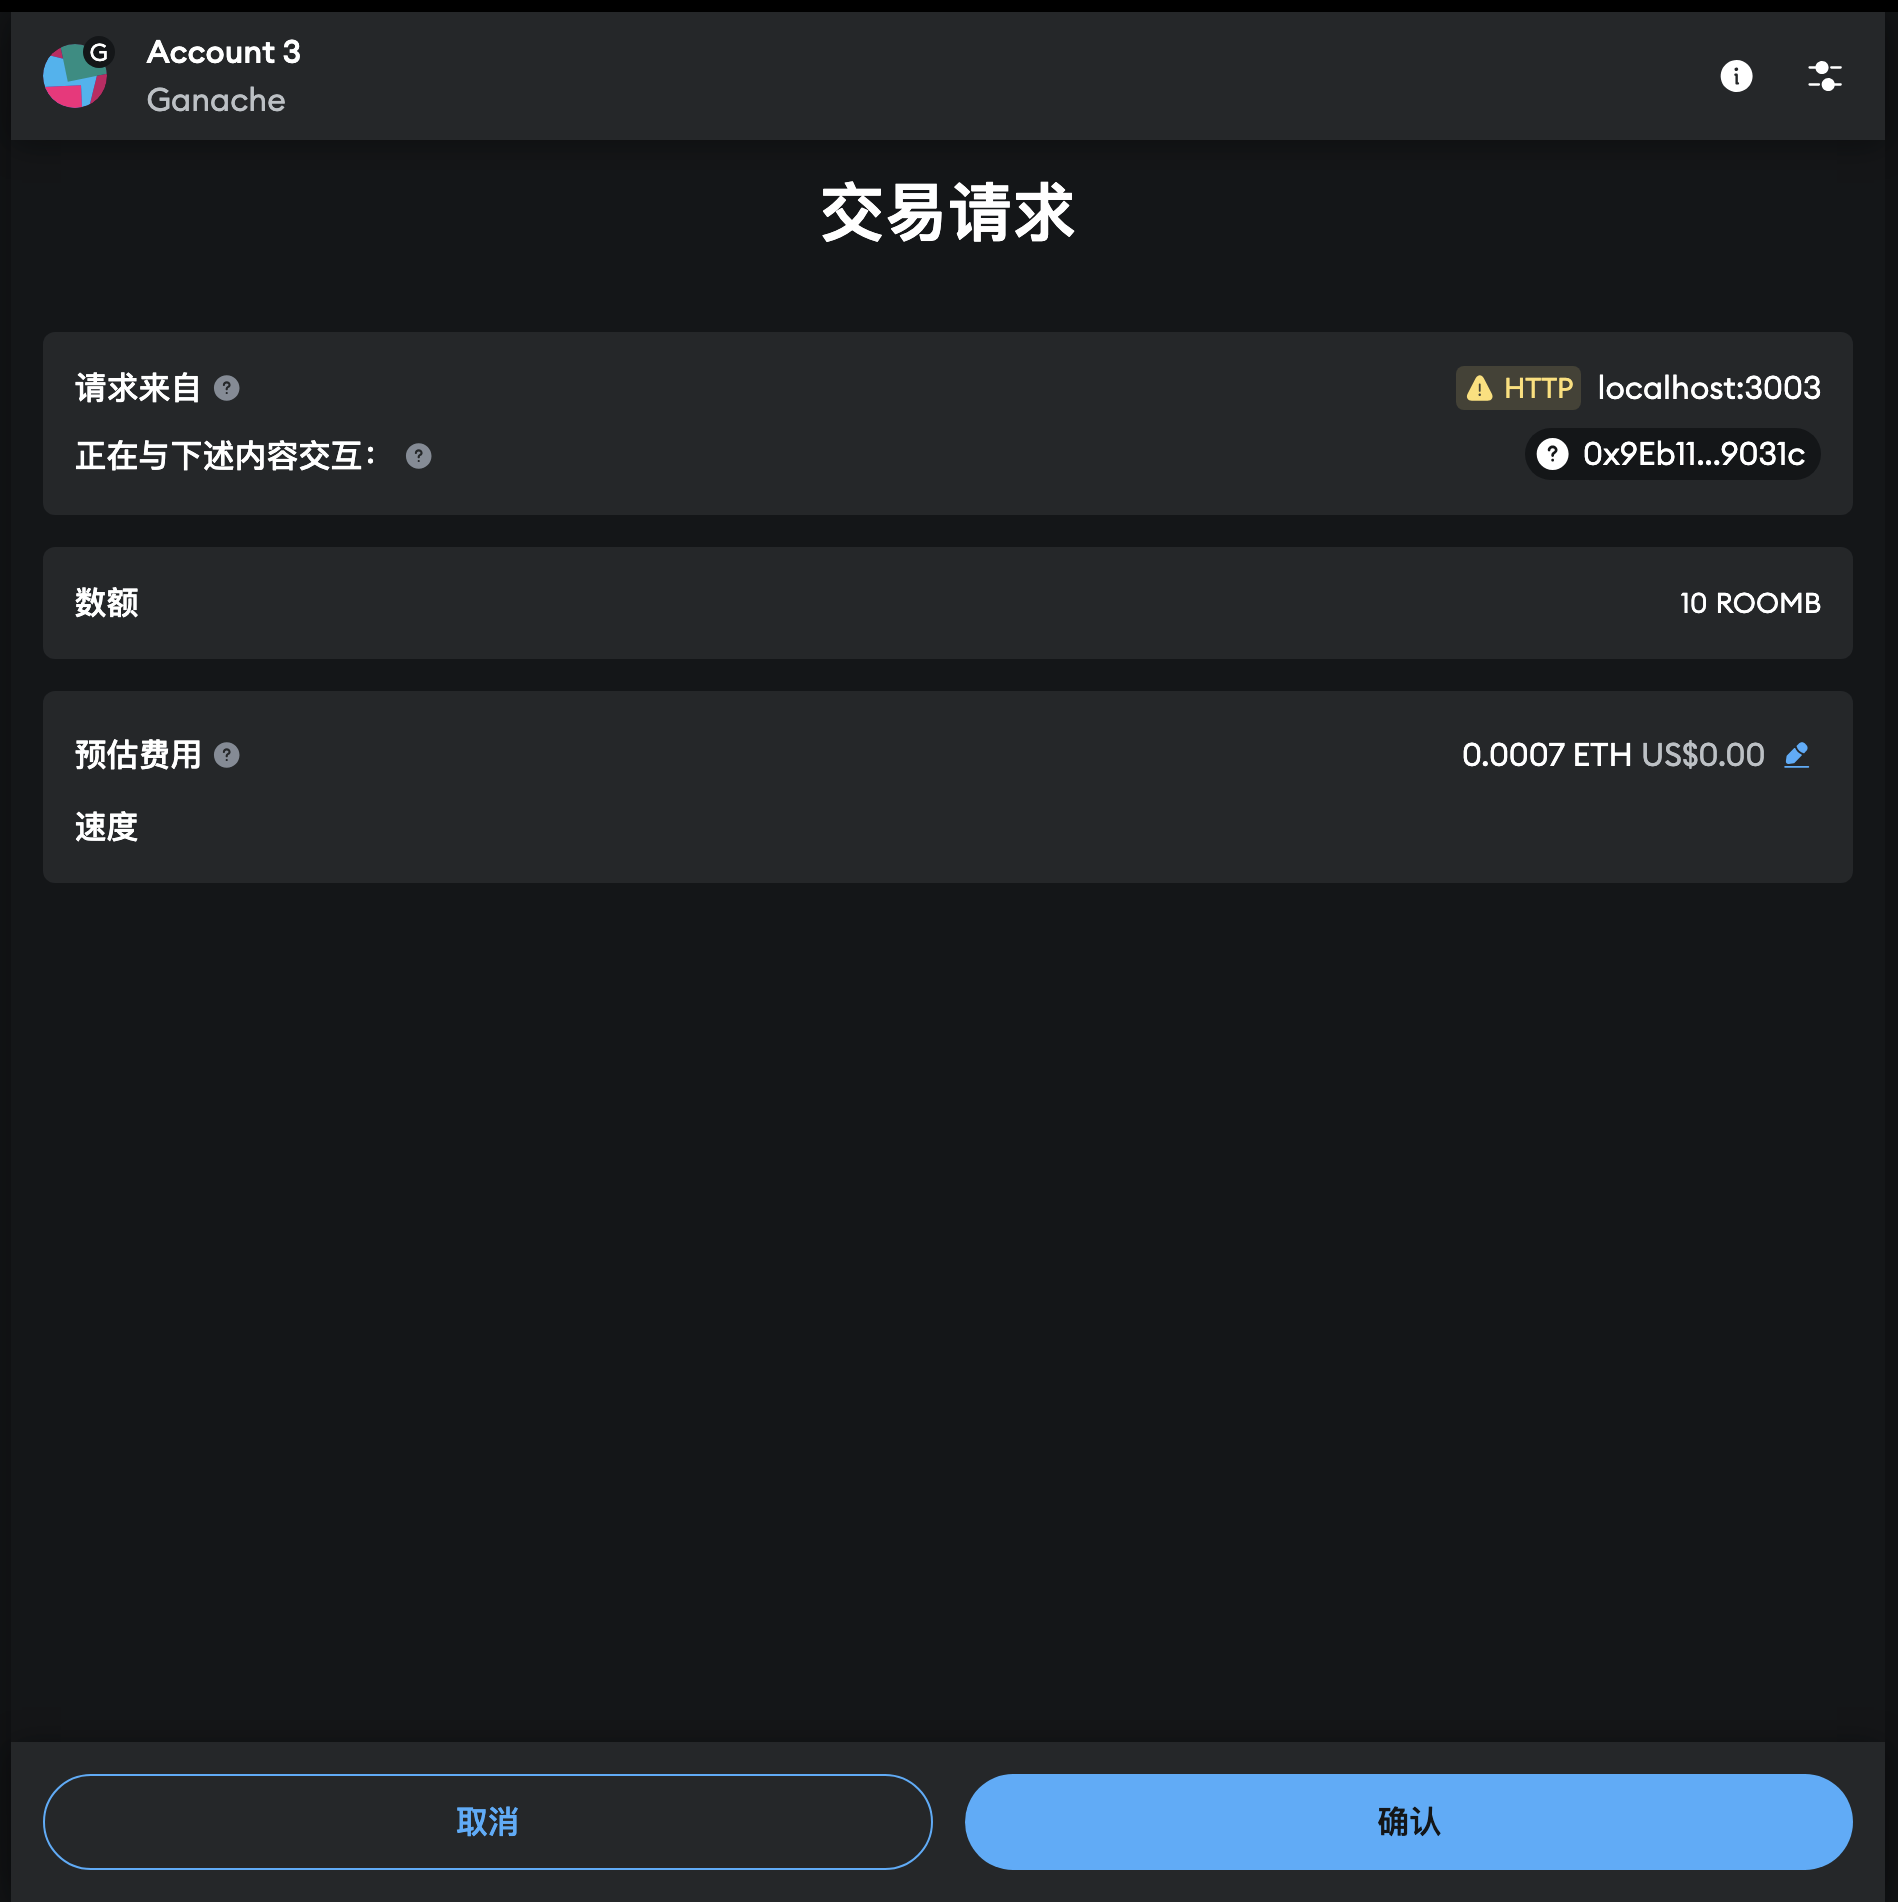 G
Account 3
Ganache
交易请求
请求来自
HTTP localhost:3003
正在与下述内容交互：
0x9Eb11...9031c
数额
10 ROOMB
预估费用
0.0007 ETH US$0.00
速度
取消
确认